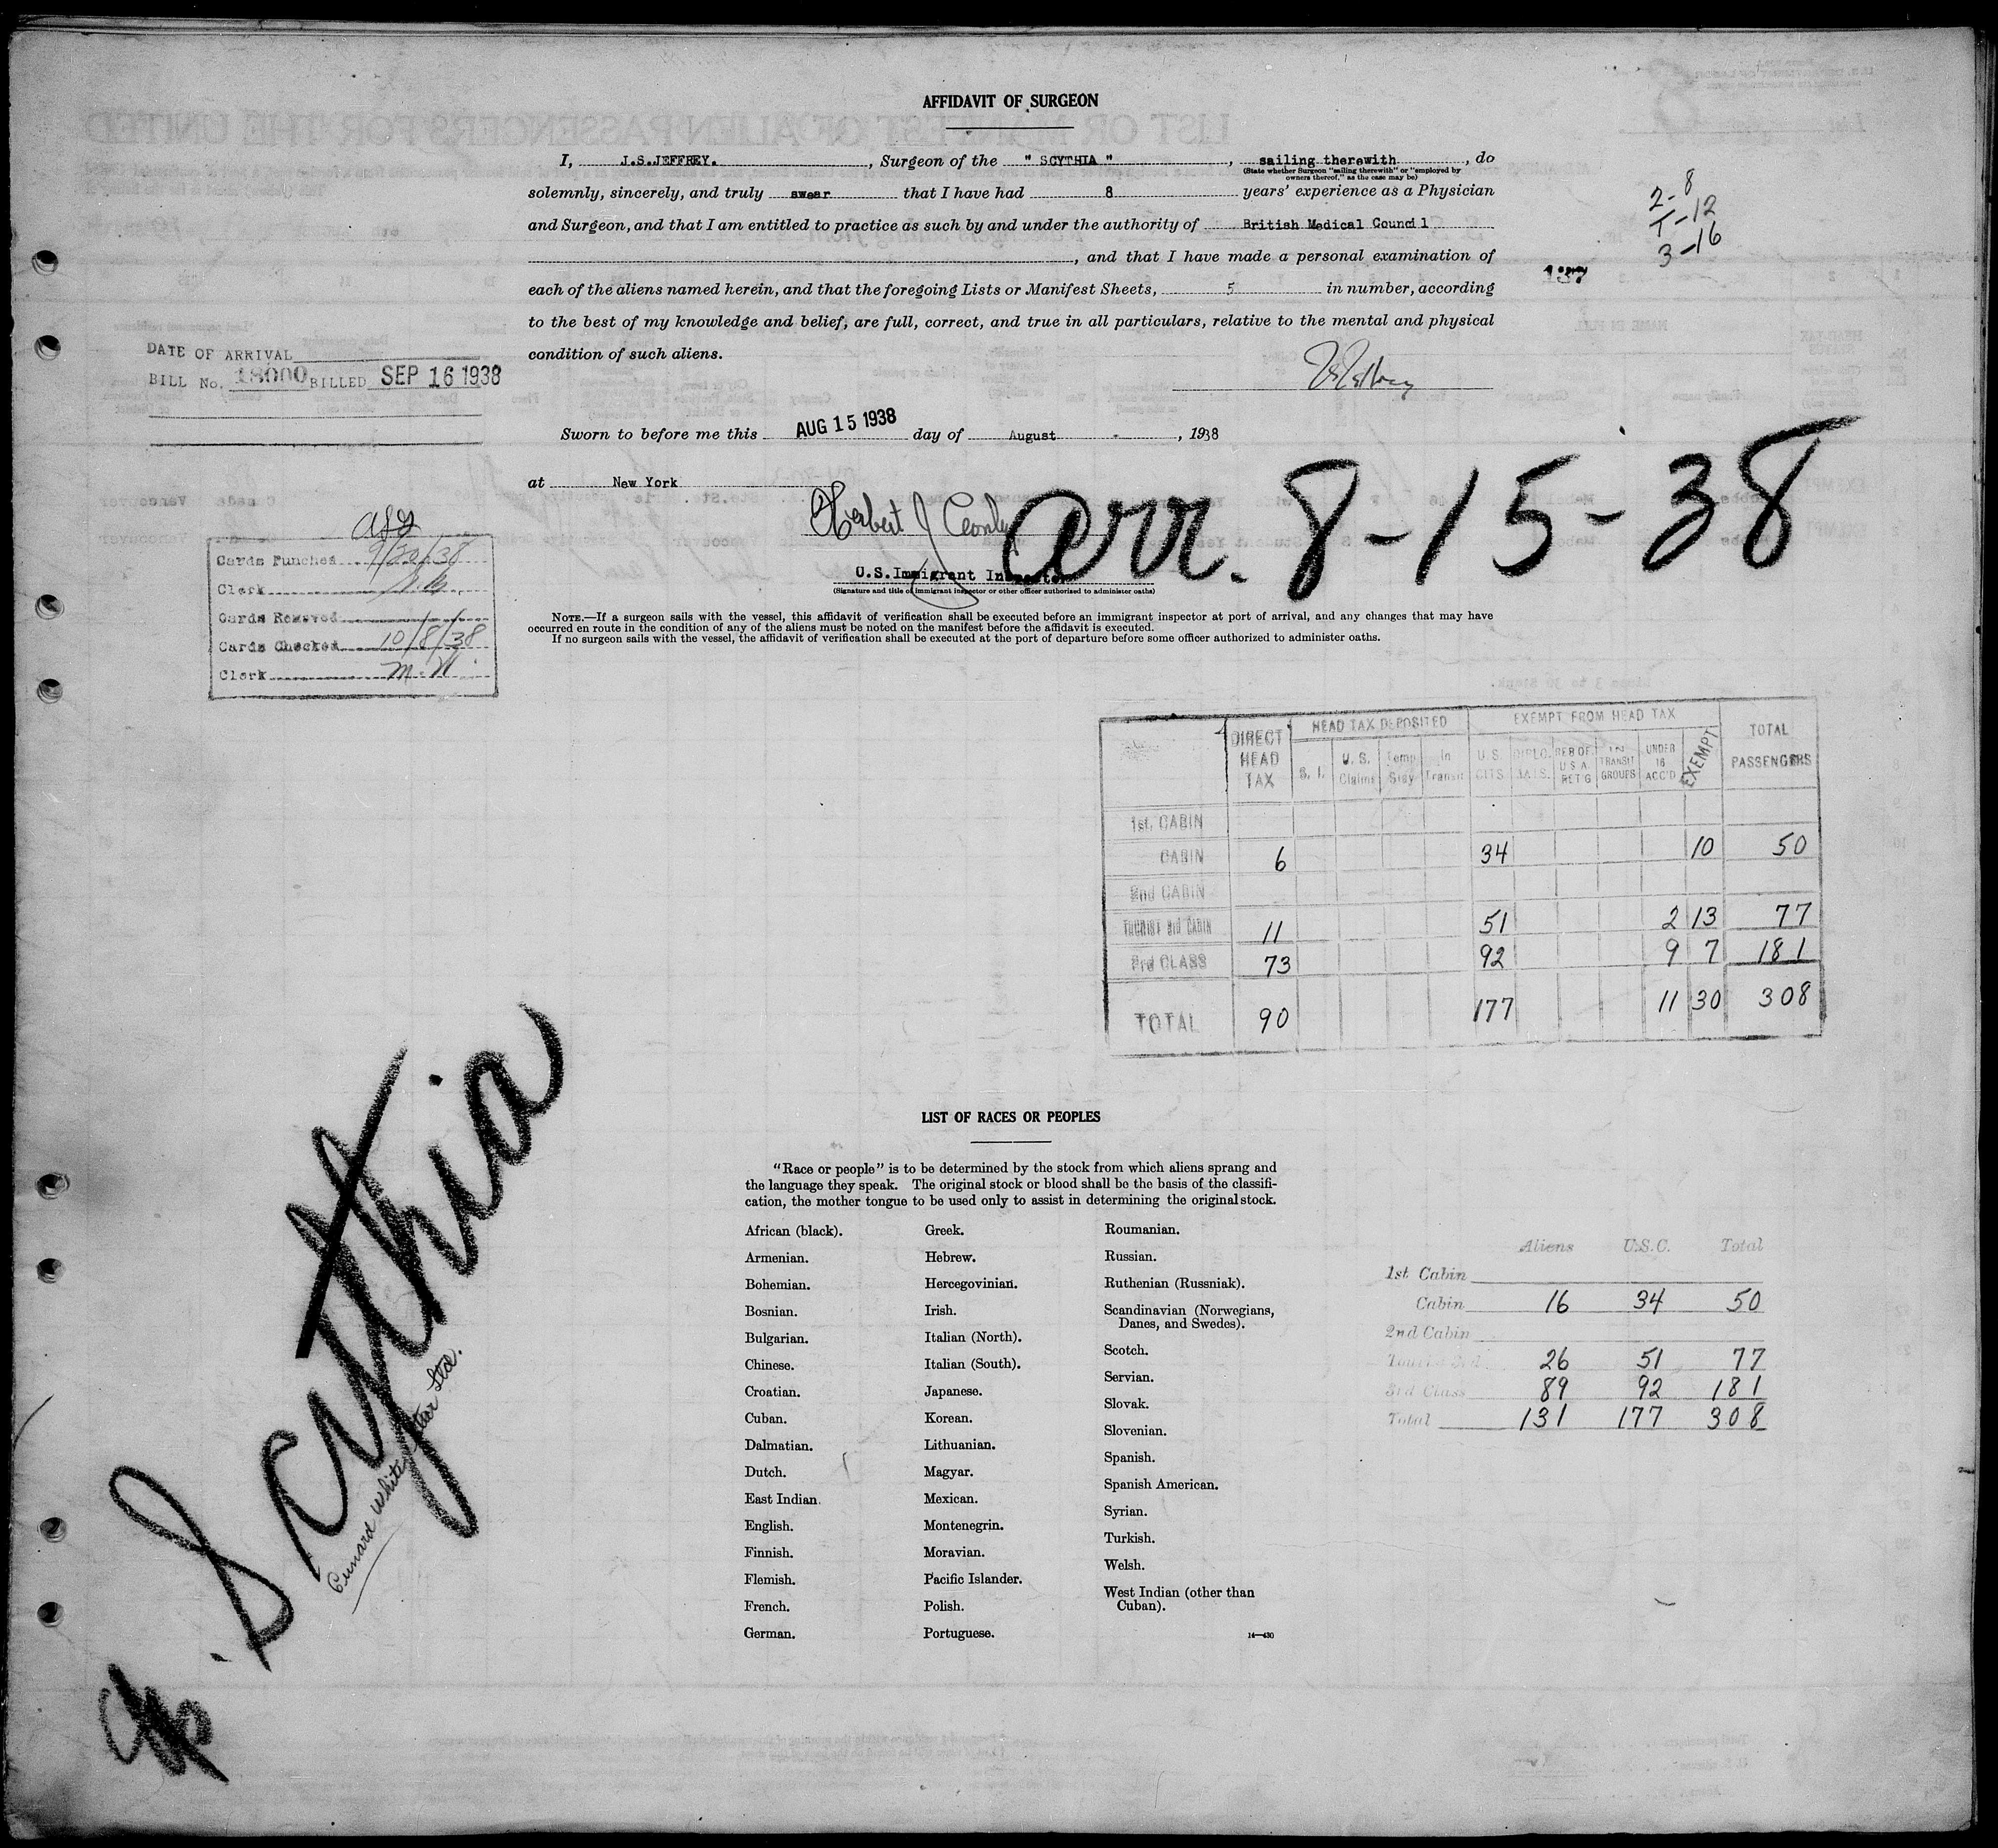 AFFIDAVIT OF SURGEON
I, J.S.JEFFREY. , Surgeon of the " SCYTHIA " , sailing therewith , do
(State whether Surgeon "sailing therewith" or "employed by
owners thereof," as the case may be)
solemnly, sincerely, and truly swear that I have had 8 years' experience as a Physician
and Surgeon, and that I am entitled to practice as such by and under the authority of British Medical Council
, and that I have made a personal examination of
each of the aliens named herein, and that the foregoing Lists or Manifest Sheets, 5 in number, according
to the best of my knowledge and belief, are full, correct, and true in all particulars, relative to the mental and physical
condition of such aliens.
2-8
T-12
3-16
DATE OF ARRIVAL
BILL No. 18000 BILLED SEP 16 1938
Sworn to before me this AUG 15 1938 day of August , 1938
at New York
Herbert J
arr. 8-15-38
U.S. Immigrant Inspector
(Signature and title of immigrant inspector or other officer authorized to administer oaths)
NOTE.—If a surgeon sails with the vessel, this affidavit of verification shall be executed before an immigrant inspector at port of arrival, and any changes that may have
occurred en route in the condition of any of the aliens must be noted on the manifest before the affidavit is executed.
If no surgeon sails with the vessel, the affidavit of verification shall be executed at the port of departure before some officer authorized to administer oaths.
Cards Punched 9/20/38
Clerk
Cards Removed
Cards Checked 10/8/38
Clerk M.N.
DIRECT HEAD TAX HEAD TAX DEPOSITED EXEMPT FROM HEAD TAX TOTAL PASSENGERS
S. I. U. S. Claims Temp Stay In Transit U.S. CITS. DIPLO. MATS. RES OF U.S.A. RET'G IN TRANSIT GROUPS UNDER 16 ACC'D EXEMPT
1st. CABIN
CABIN 6 34 10 50
2nd CABIN
TOURIST 3rd CABIN 11 51 2 13 77
3rd CLASS 73 92 9 7 181
TOTAL 90 177 11 30 308
LIST OF RACES OR PEOPLES
"Race or people" is to be determined by the stock from which aliens sprang and
the language they speak. The original stock or blood shall be the basis of the classifi-
cation, the mother tongue to be used only to assist in determining the original stock.
African (black).
Armenian.
Bohemian.
Bosnian.
Bulgarian.
Chinese.
Croatian.
Cuban.
Dalmatian.
Dutch.
East Indian.
English.
Finnish.
Flemish.
French.
German.
Greek.
Hebrew.
Hercegovinian.
Irish.
Italian (North).
Italian (South).
Japanese.
Korean.
Lithuanian.
Magyar.
Mexican.
Montenegrin.
Moravian.
Pacific Islander.
Polish.
Portuguese.
Roumanian.
Russian.
Ruthenian (Russniak).
Scandinavian (Norwegians,
Danes, and Swedes).
Scotch.
Servian.
Slovak.
Slovenian.
Spanish.
Spanish American.
Syrian.
Turkish.
Welsh.
West Indian (other than
Cuban).
14—430
Aliens U.S.C. Total
1st Cabin
Cabin 16 34 50
2nd Cabin
Tourist 3rd 26 51 77
3rd Class 89 92 181
Total 131 177 308
Scythia
Cunard White Star Ltd.